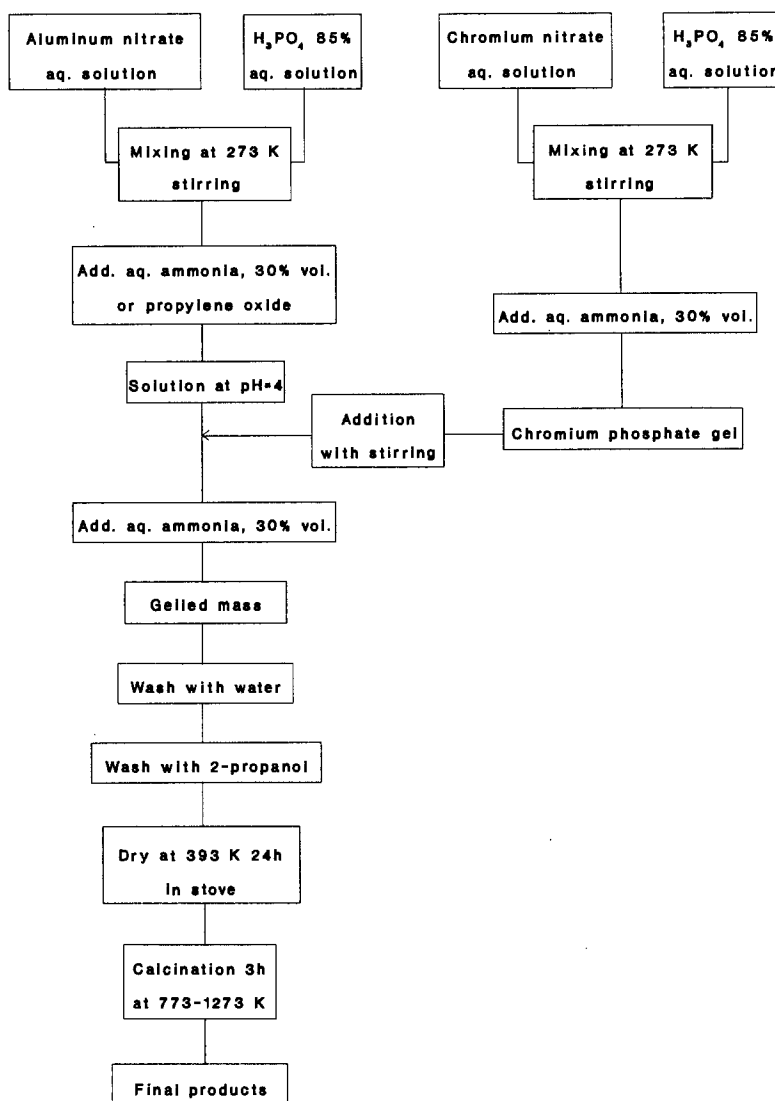 Aluminum nitrate
aq. solution
H₃PO₄ 85%
aq. solution
Chromium nitrate
aq. solution
H₃PO₄ 85%
aq. solution
Mixing at 273 K
stirring
Mixing at 273 K
stirring
Add. aq. ammonia, 30% vol.
or propylene oxide
Add. aq. ammonia, 30% vol.
Solution at pH=4
Addition
with stirring
Chromium phosphate gel
Add. aq. ammonia, 30% vol.
Gelled mass
Wash with water
Wash with 2-propanol
Dry at 393 K 24h
in stove
Calcination 3h
at 773-1273 K
Final products